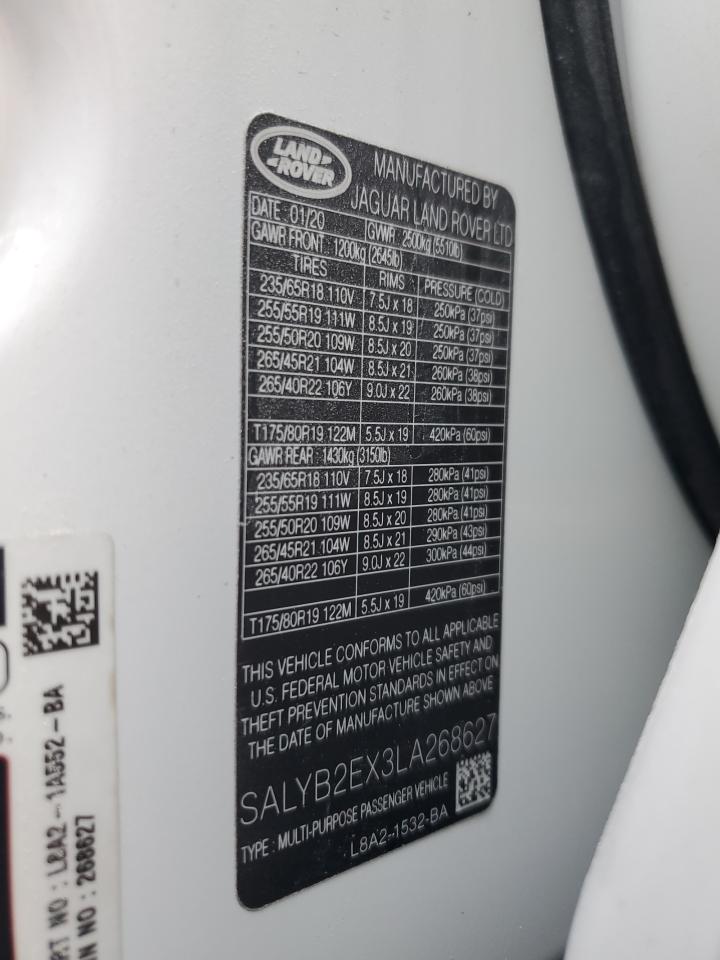 LAND ROVER
MANUFACTURED BY
JAGUAR LAND ROVER LTD
DATE: 01/20 GVWR: 2500kg (5510lb)
GAWR FRONT: 1200kg (2645lb)
TIRES RIMS PRESSURE (COLD)
235/65R18 110V 7.5J x 18 250kPa (37psi)
255/55R19 111W 8.5J x 19 250kPa (37psi)
255/50R20 109W 8.5J x 20 250kPa (37psi)
265/45R21 104W 8.5J x 21 260kPa (38psi)
265/40R22 106Y 9.0J x 22 260kPa (38psi)
T175/80R19 122M 5.5J x 19 420kPa (60psi)
GAWR REAR: 1430kg (3150lb)
235/65R18 110V 7.5J x 18 280kPa (41psi)
255/55R19 111W 8.5J x 19 280kPa (41psi)
255/50R20 109W 8.5J x 20 280kPa (41psi)
265/45R21 104W 8.5J x 21 290kPa (43psi)
265/40R22 106Y 9.0J x 22 300kPa (44psi)
T175/80R19 122M 5.5J x 19 420kPa (60psi)
THIS VEHICLE CONFORMS TO ALL APPLICABLE
U.S. FEDERAL MOTOR VEHICLE SAFETY AND
THEFT PREVENTION STANDARDS IN EFFECT ON
THE DATE OF MANUFACTURE SHOWN ABOVE
SALYB2EX3LA268627
TYPE: MULTI-PURPOSE PASSENGER VEHICLE
L8A2-1532-BA
RT NO: L8A2-1A552-BA
IN NO: 268627